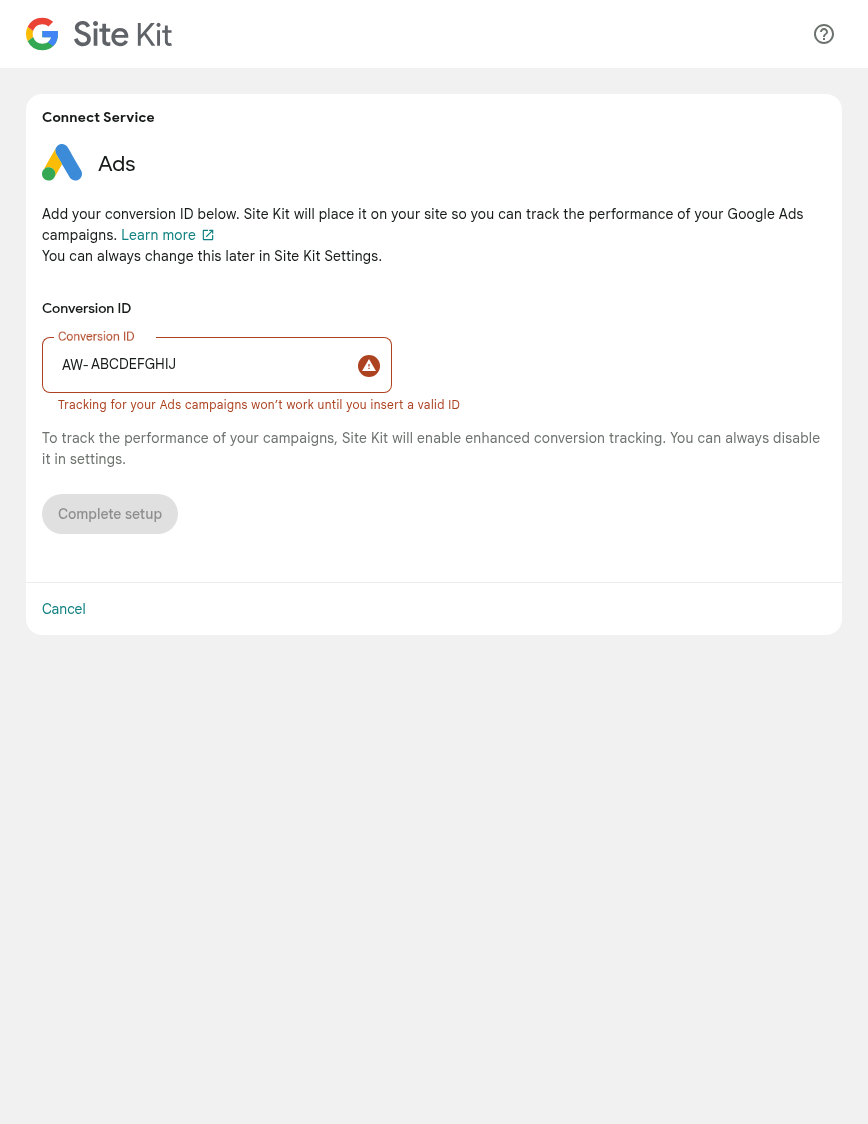 Site Kit
Connect Service
Ads
Add your conversion ID below. Site Kit will place it on your site so you can track the performance of your Google Ads
campaigns. Learn more
You can always change this later in Site Kit Settings.
Conversion ID
Conversion ID
AW- ABCDEFGHIJ
Tracking for your Ads campaigns won’t work until you insert a valid ID
To track the performance of your campaigns, Site Kit will enable enhanced conversion tracking. You can always disable
it in settings.
Complete setup
Cancel